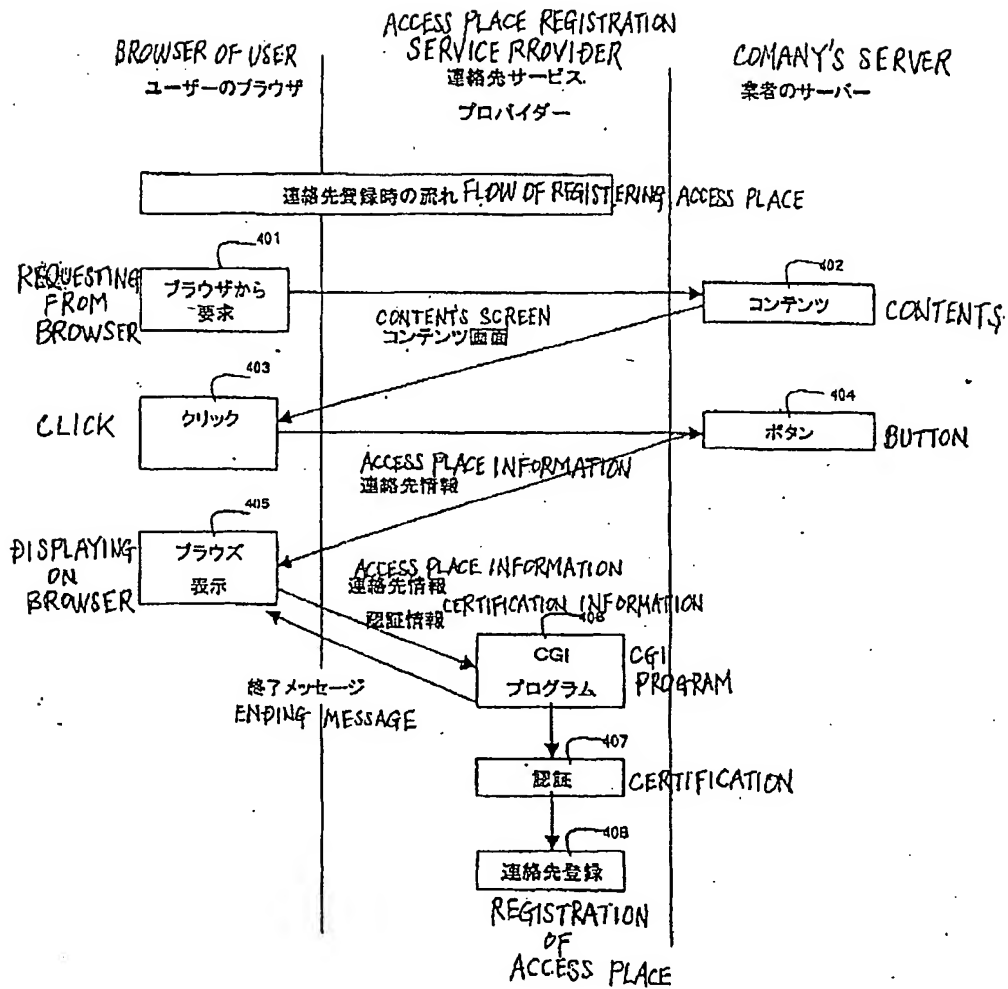 ACCESS PLACE REGISTRATION
SERVICE RROVIDER
連絡先サービス
プロバイダー
BROWSER OF USER
ユーザーのブラウザ
COMANY'S SERVER
業者のサーバー
連絡先登録時の流れ FLOW OF REGISTERING ACCESS PLACE
401
REQUESTING
FROM
BROWSER
ブラウザから
要求
402
コンテンツ
CONTENTS
CONTENTS SCREEN
コンテンツ画面
403
CLICK
クリック
404
ボタン
BUTTON
ACCESS PLACE INFORMATION
連絡先情報
405
DISPLAYING
ON
BROWSER
ブラウズ
表示
ACCESS PLACE INFORMATION
連絡先情報
認証情報 CERTIFICATION INFORMATION
406
CGI
プログラム
CGI
PROGRAM
終了メッセージ
ENDING MESSAGE
407
認証
CERTIFICATION
408
連絡先登録
REGISTRATION
OF
ACCESS PLACE